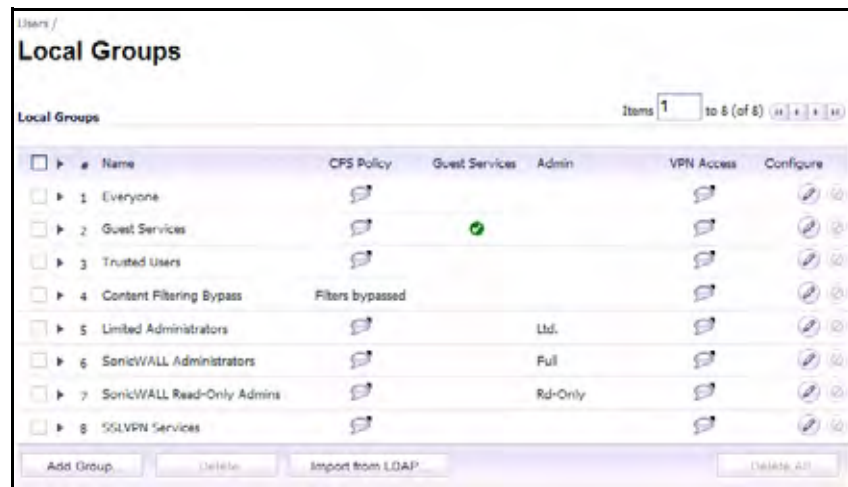 Users /
Local Groups
Local Groups Items 1 to 8 (of 8)
# Name CFS Policy Guest Services Admin VPN Access Configure
1 Everyone
2 Guest Services
3 Trusted Users
4 Content Filtering Bypass Filters bypassed
5 Limited Administrators Ltd.
6 SonicWALL Administrators Full
7 SonicWALL Read-Only Admins Rd-Only
8 SSLVPN Services
Add Group... Delete Import from LDAP... Delete All